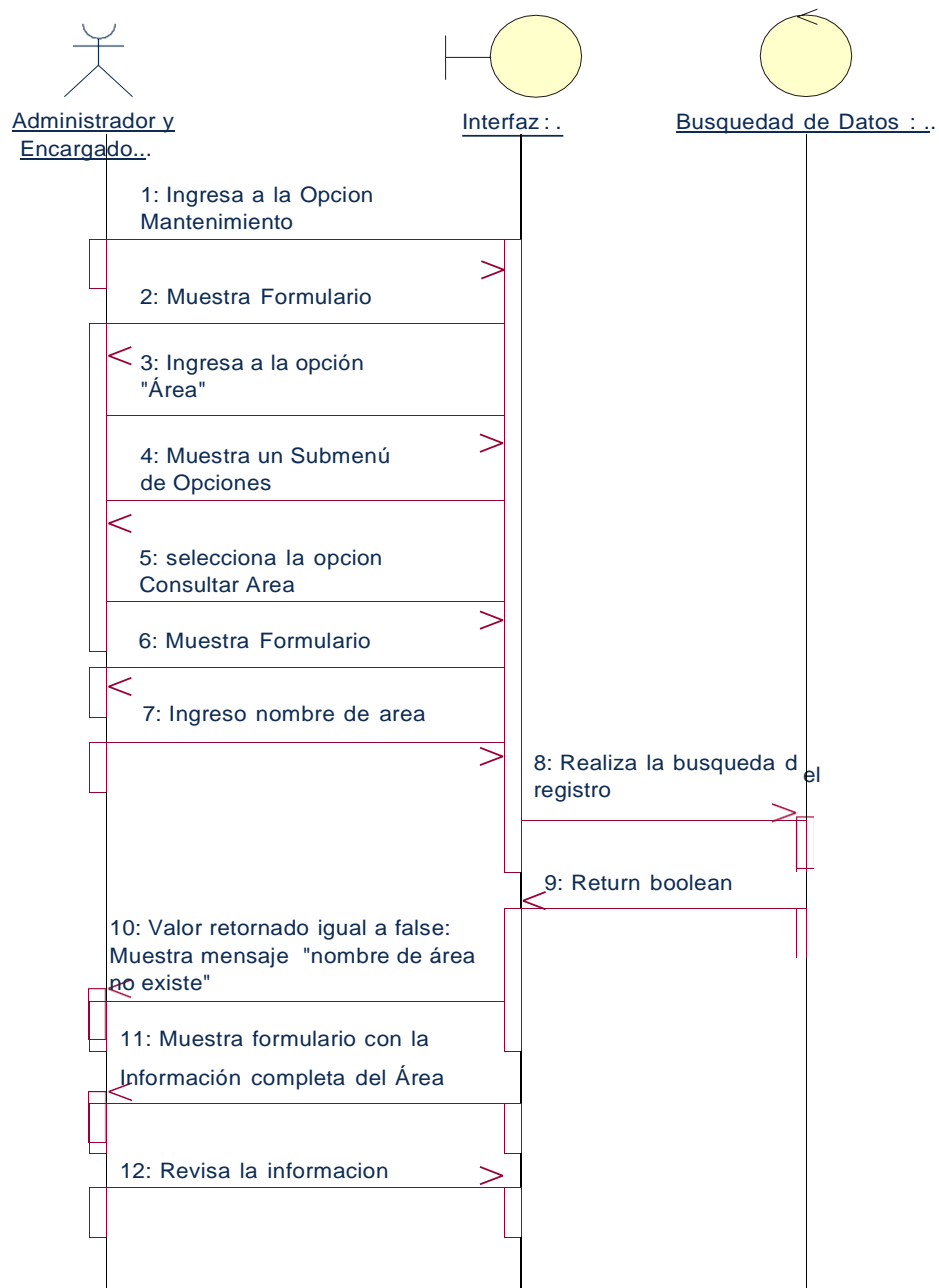 Administrador y
Encargado...
Interfaz : .
Busquedad de Datos : ..
1: Ingresa a la Opcion
Mantenimiento
2: Muestra Formulario
3: Ingresa a la opción
"Área"
4: Muestra un Submenú
de Opciones
5: selecciona la opcion
Consultar Area
6: Muestra Formulario
7: Ingreso nombre de area
8: Realiza la busqueda d el
registro
9: Return boolean
10: Valor retornado igual a false:
Muestra mensaje "nombre de área
no existe"
11: Muestra formulario con la
Información completa del Área
12: Revisa la informacion